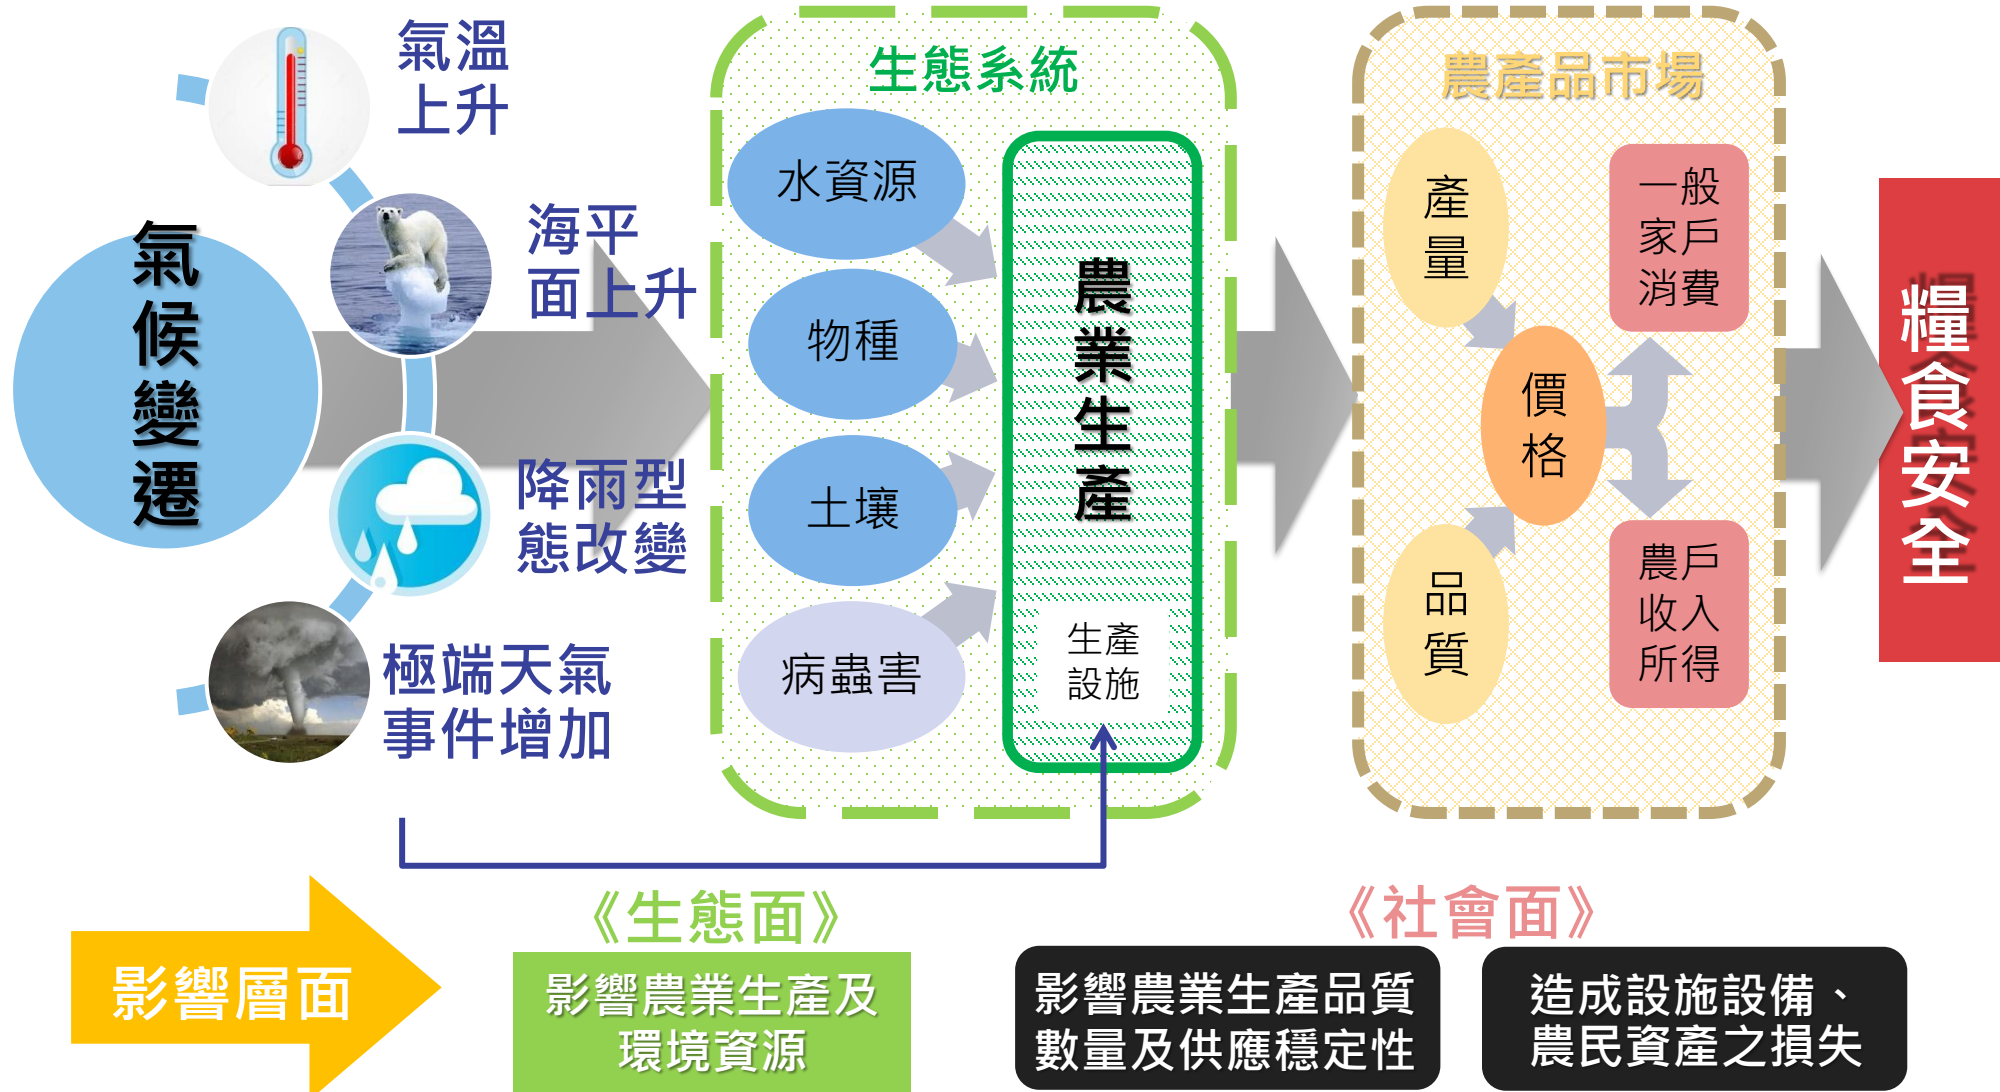 氣候變遷
氣溫
上升
海平
面上升
降雨型
態改變
極端天氣
事件增加
生態系統
水資源
物種
土壤
病蟲害
農業生產
生產
設施
農產品市場
產量
品質
價格
一般
家戶
消費
農戶
收入
所得
糧食安全
影響層面
《生態面》
影響農業生產及
環境資源
《社會面》
影響農業生產品質
數量及供應穩定性
造成設施設備、
農民資產之損失